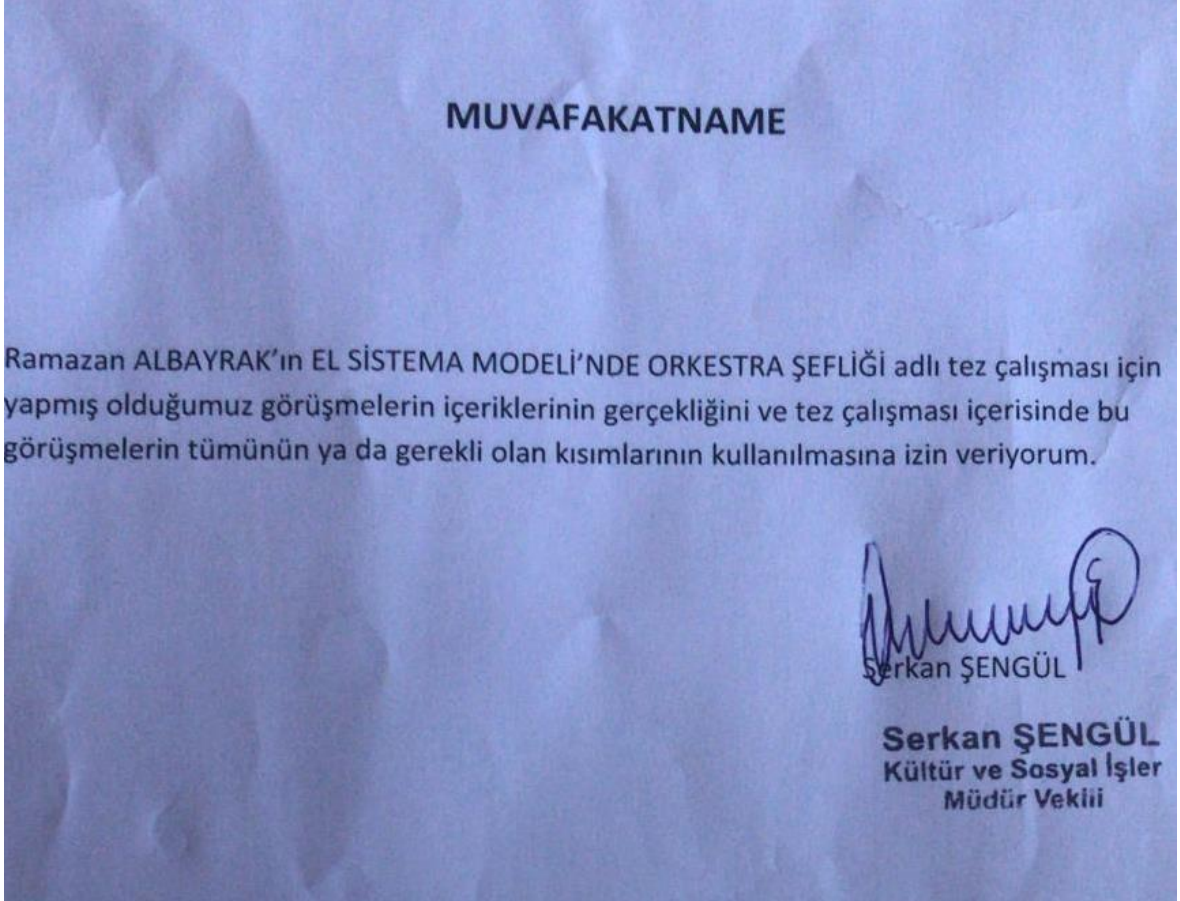 MUVAFAKATNAME
Ramazan ALBAYRAK’ın EL SİSTEMA MODELİ’NDE ORKESTRA ŞEFLİĞİ adlı tez çalışması için
yapmış olduğumuz görüşmelerin içeriklerinin gerçekliğini ve tez çalışması içerisinde bu
görüşmelerin tümünün ya da gerekli olan kısımlarının kullanılmasına izin veriyorum.
Serkan ŞENGÜL
Serkan ŞENGÜL
Kültür ve Sosyal İşler
Müdür Vekili